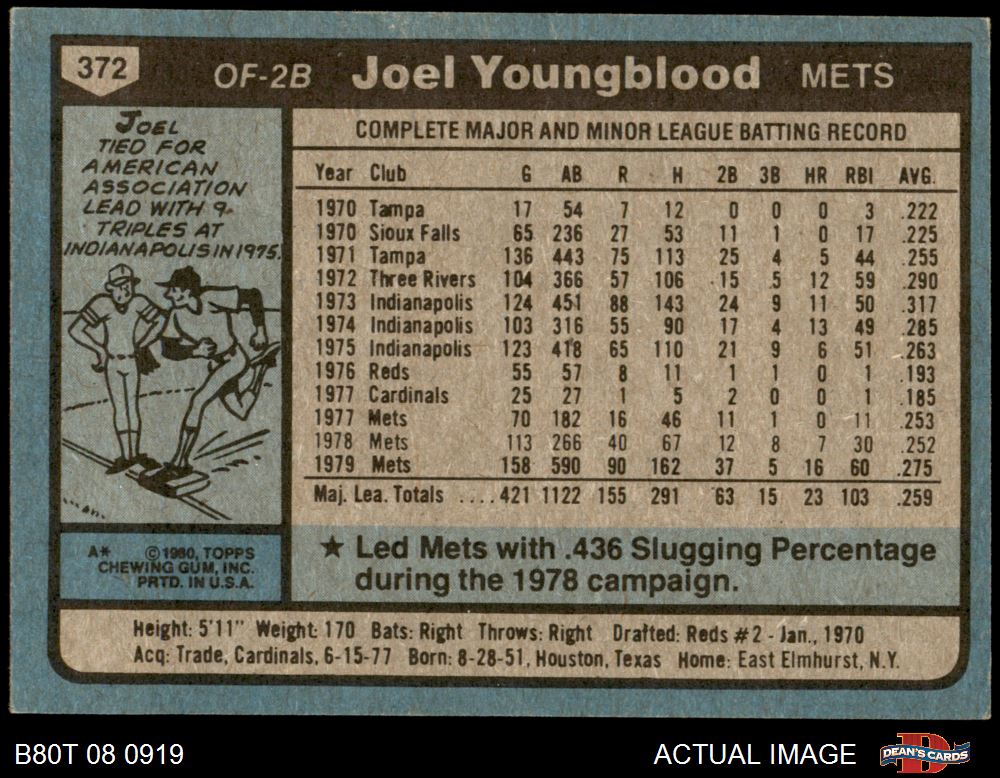 372 OF-2B Joel Youngblood METS
JOEL
TIED FOR
AMERICAN
ASSOCIATION
LEAD WITH 9
TRIPLES AT
INDIANAPOLIS IN 1975.
COMPLETE MAJOR AND MINOR LEAGUE BATTING RECORD
Year Club G AB R H 2B 3B HR RBI AVG.
1970 Tampa 17 54 7 12 0 0 0 3 .222
1970 Sioux Falls 65 236 27 53 11 1 0 17 .225
1971 Tampa 136 443 75 113 25 4 5 44 .255
1972 Three Rivers 104 366 57 106 15 5 12 59 .290
1973 Indianapolis 124 451 88 143 24 9 11 50 .317
1974 Indianapolis 103 316 55 90 17 4 13 49 .285
1975 Indianapolis 123 418 65 110 21 9 6 51 .263
1976 Reds 55 57 8 11 1 1 0 1 .193
1977 Cardinals 25 27 1 5 2 0 0 1 .185
1977 Mets 70 182 16 46 11 1 0 11 .253
1978 Mets 113 266 40 67 12 8 7 30 .252
1979 Mets 158 590 90 162 37 5 16 60 .275
Maj. Lea. Totals ....421 1122 155 291 63 15 23 103 .259
A* © 1980, TOPPS
CHEWING GUM, INC.
PRTD. IN U.S.A.
★ Led Mets with .436 Slugging Percentage
during the 1978 campaign.
Height: 5'11" Weight: 170 Bats: Right Throws: Right Drafted: Reds #2 - Jan., 1970
Acq: Trade, Cardinals, 6-15-77 Born: 8-28-51, Houston, Texas Home: East Elmhurst, N.Y.
B80T 08 0919 ACTUAL IMAGE DEAN'S CARDS